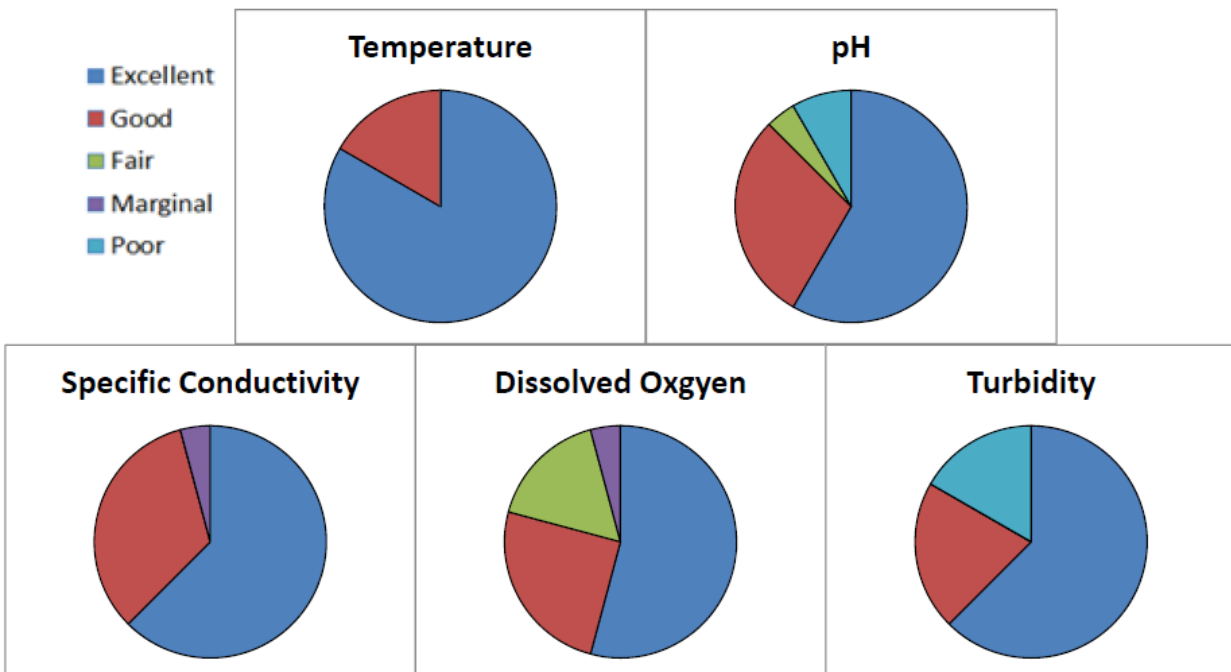 Temperature
pH
Excellent
Good
Fair
Marginal
Poor
Specific Conductivity
Dissolved Oxgyen
Turbidity